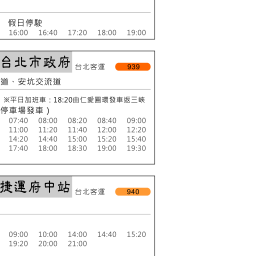 假日停駛
16:00 16:40 17:20 18:00 19:00
台北市政府 台北客運 939
道、安坑交流道
※平日加班車：18:20由仁愛圓環發車返三峽
停車場發車）
07:40 08:00 08:20 08:40 09:00
11:00 11:20 11:40 12:00 12:20
14:20 14:40 15:00 15:20 15:40
17:40 18:00 18:30 19:00 19:30
捷運府中站 台北客運 940
09:00 10:00 14:00 14:40 15:20
19:20 20:00 21:00